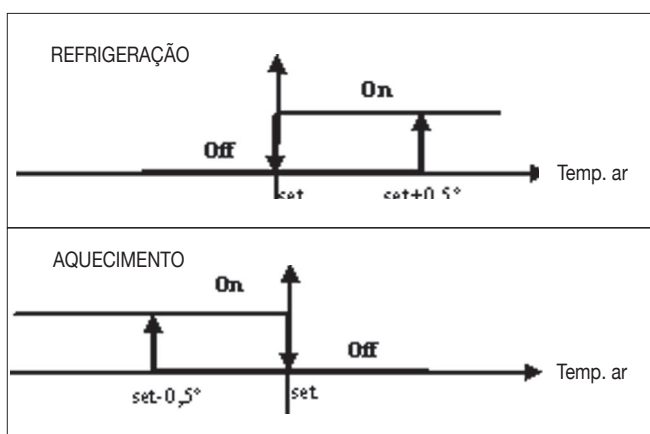 REFRIGERAÇÃO
On
Off
Temp. ar
set
set+0,5°
AQUECIMENTO
On
Off
Temp. ar
set-0,5°
set